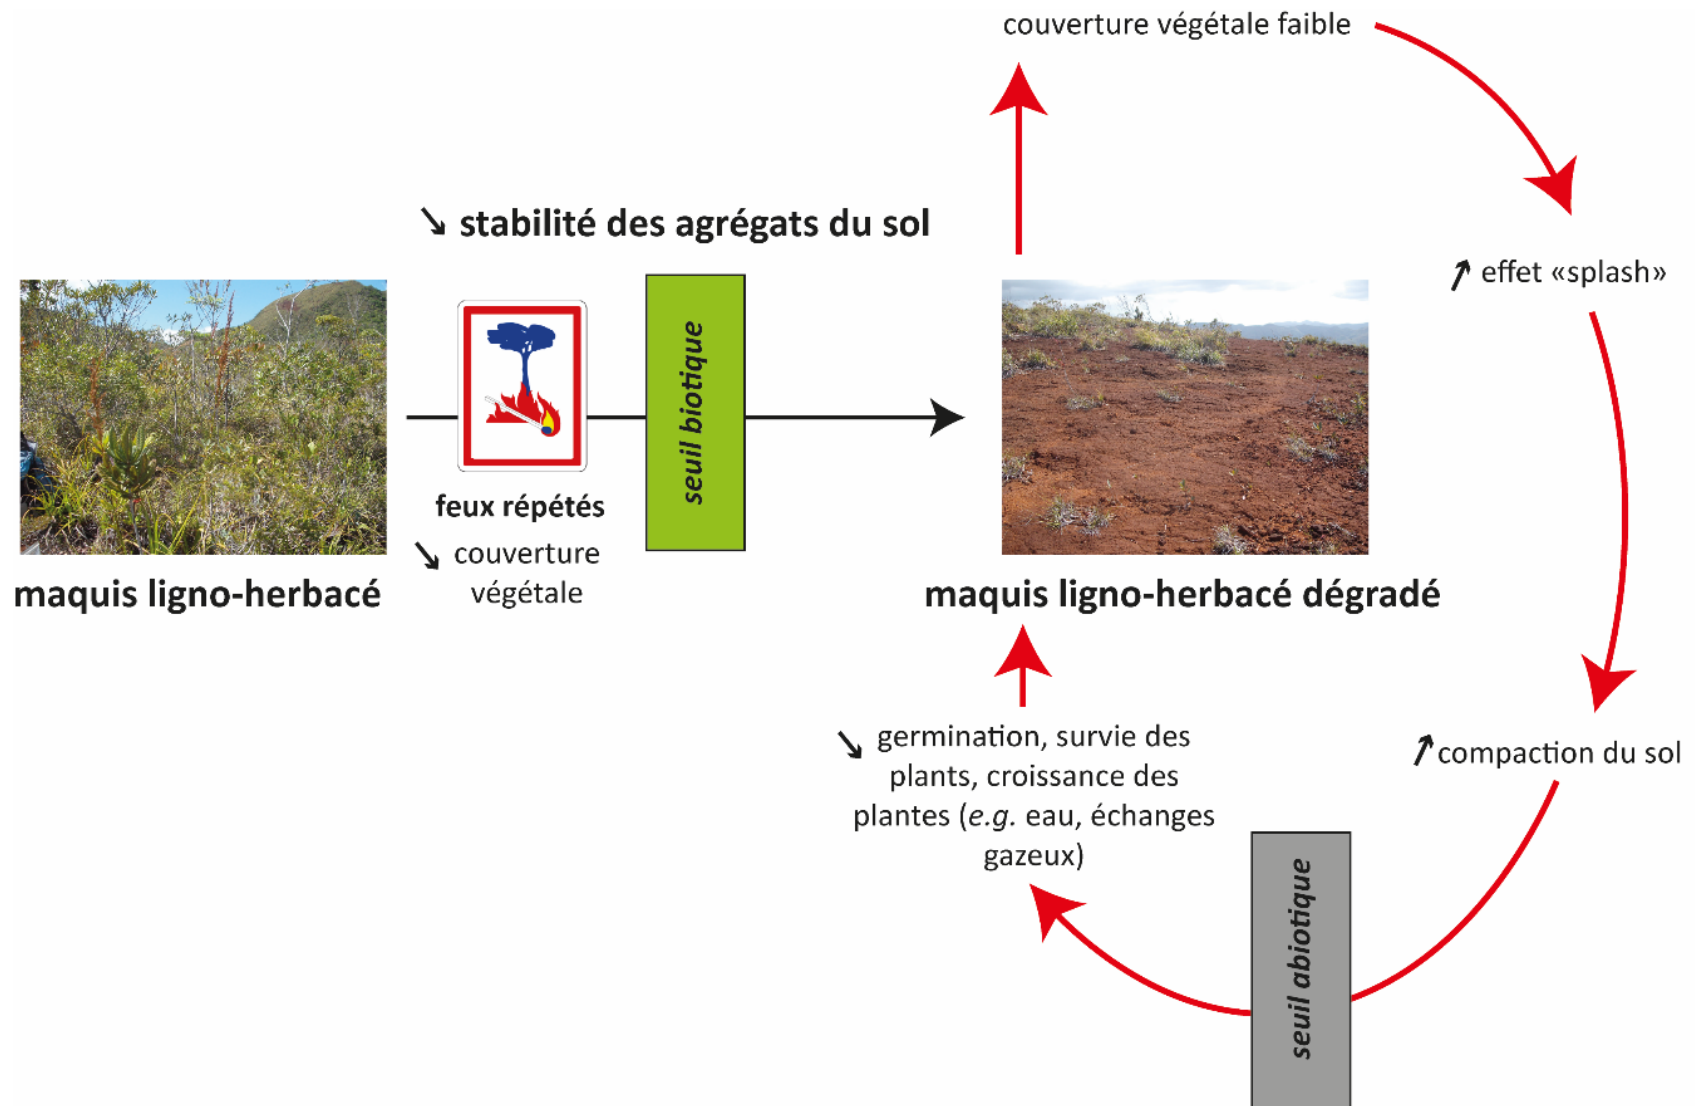 couverture végétale faible
↘ stabilité des agrégats du sol
↗ effet «splash»
seuil biotique
feux répétés
↘ couverture
végétale
maquis ligno-herbacé
maquis ligno-herbacé dégradé
↘ germination, survie des
plants, croissance des
plantes (e.g. eau, échanges
gazeux)
↗ compaction du sol
seuil abiotique